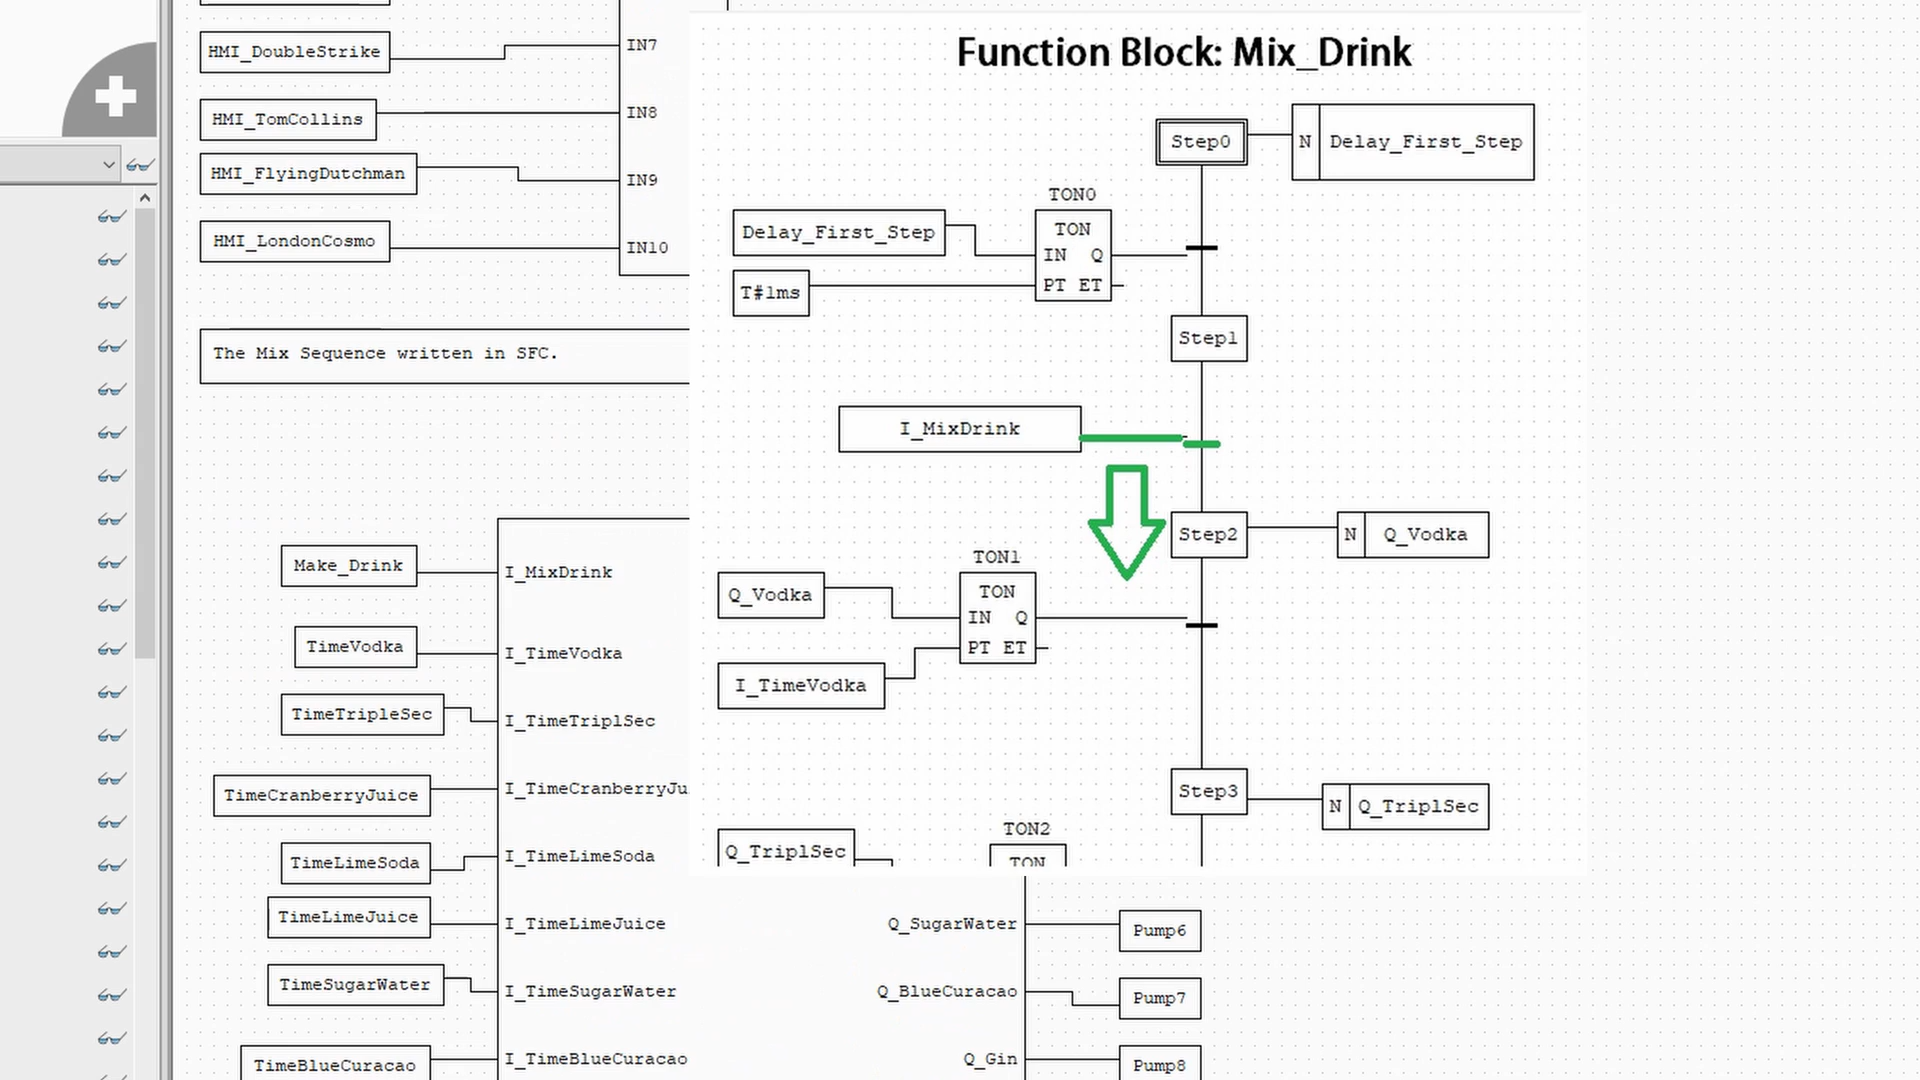 HMI_DoubleStrike
IN7
HMI_TomCollins
IN8
HMI_FlyingDutchman
IN9
HMI_LondonCosmo
IN10
The Mix Sequence written in SFC.
Make_Drink
I_MixDrink
TimeVodka
I_TimeVodka
TimeTripleSec
I_TimeTriplSec
TimeCranberryJuice
I_TimeCranberryJu
TimeLimeSoda
I_TimeLimeSoda
TimeLimeJuice
I_TimeLimeJuice
TimeSugarWater
I_TimeSugarWater
TimeBlueCuracao
I_TimeBlueCuracao
Q_SugarWater
Pump6
Q_BlueCuracao
Pump7
Q_Gin
Pump8
Function Block: Mix_Drink
Step0
N Delay_First_Step
TON0
Delay_First_Step
TON
IN Q
T#1ms
PT ET
Step1
I_MixDrink
Step2
N Q_Vodka
TON1
Q_Vodka
TON
IN Q
PT ET
I_TimeVodka
Step3
N Q_TriplSec
TON2
Q_TriplSec
TON